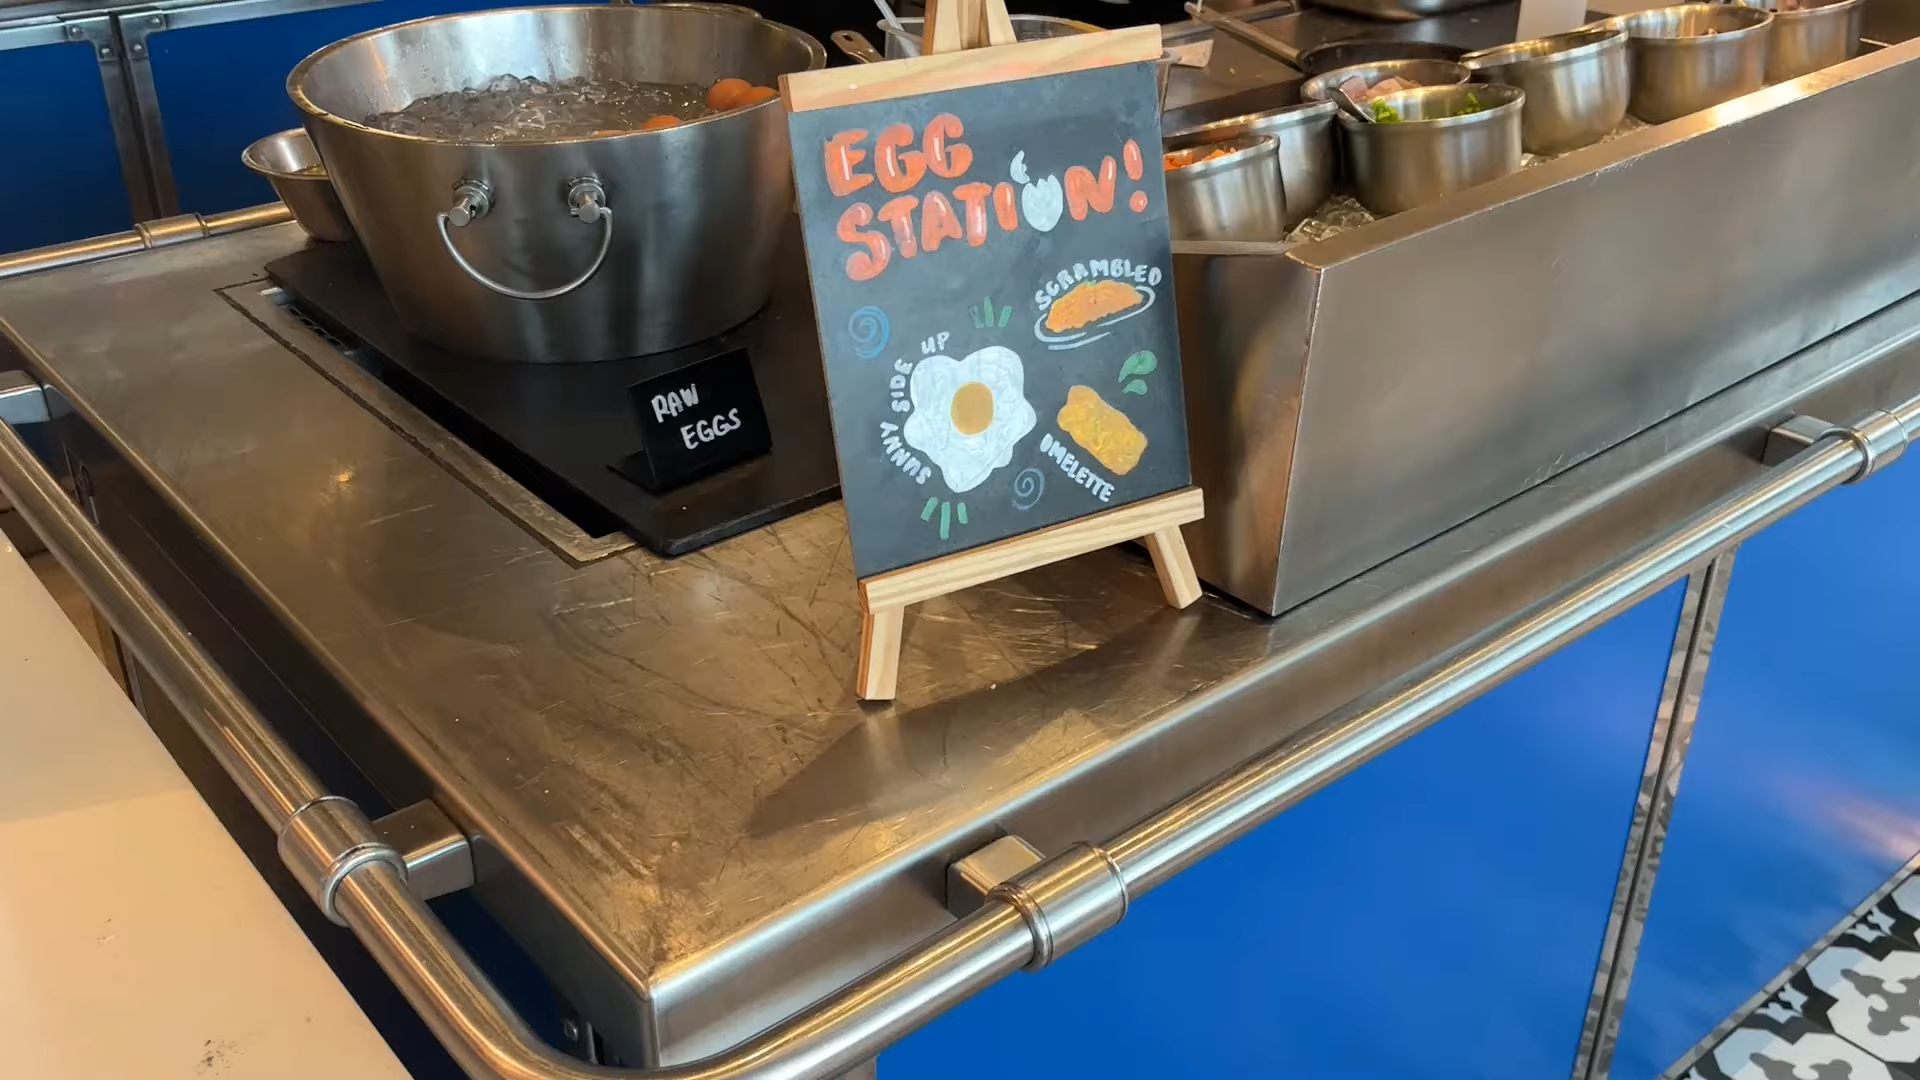 EGG
STATION!
SCRAMBLED
SUNNY SIDE UP
OMELETTE
RAW
EGGS